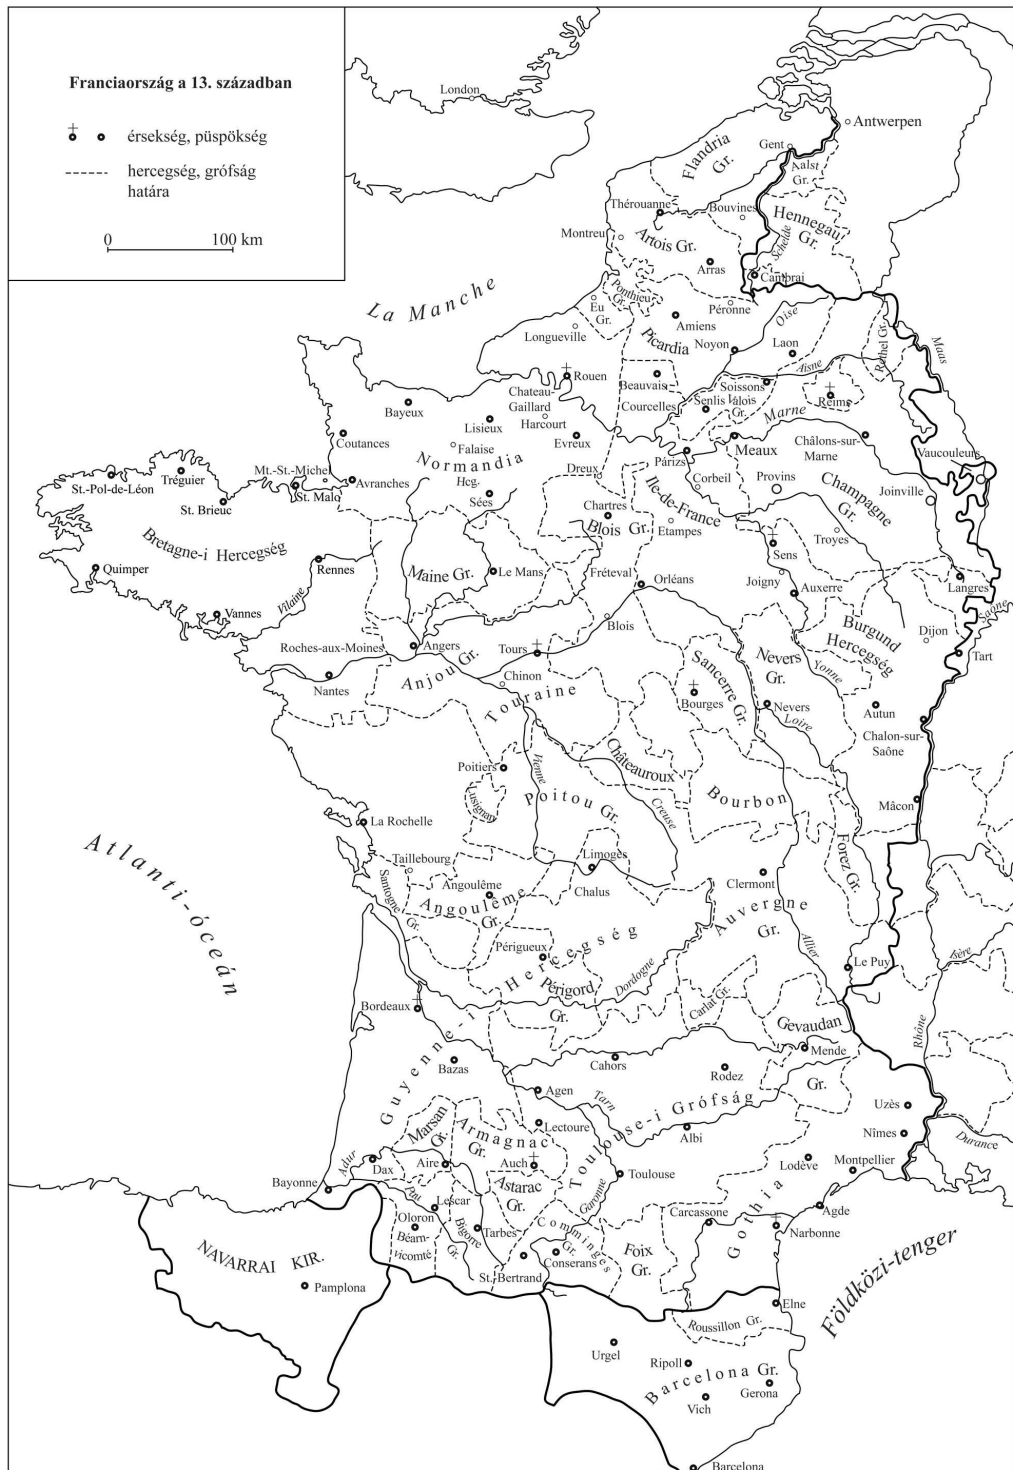 Franciaország a 13. században
érsekség, püspökség
hercegség, grófság
határa
0 100 km
London
Antwerpen
Gent
Flandria
Gr.
Aalst
Gr.
Thérouanne
Bouvines
Hennegau
Gr.
Montreu
Artois Gr.
Schelde
Arras
Camprai
La Manche
Ponthieu
Gr.
Eu
Gr.
Péronne
Oise
Amiens
Longueville
Picardia
Noyon
Laon
Rethel Gr.
Maas
Aisne
Rouen
Beauvais
Soissons
Chateau-
Gaillard
Courcelles
Senlis
Valois
Gr.
Reims
Bayeux
Lisieux
Harcourt
Marne
Coutances
Falaise
Evreux
Párizs
Meaux
Châlons-sur-
Marne
Vaucouleurs
Normandia
Hcg.
Mt.-St.-Michel
Tréguier
St.-Pol-de-Léon
Avranches
St. Malo
Dreux
Corbeil
Provins
Joinville
Sées
St. Brieuc
Chartres
Ile-de-France
Champagne
Gr.
Blois Gr.
Etampes
Troyes
Bretagne-i Hercegség
Sens
Rennes
Quimper
Maine Gr.
Le Mans
Fréteval
Orléans
Joigny
Auxerre
Langres
Vilaine
Vannes
Blois
Burgund
Hercegség
Dijon
Saône
Roches-aux-Moines
Angers
Tours
Sancerre Gr.
Nevers
Gr.
Yonne
Tart
Anjou Gr.
Nantes
Chinon
Touraine
Bourges
Nevers
Loire
Autun
Chalon-sur-
Saône
Châteauroux
Poitiers
Vienne
Lusignan
Poitou Gr.
Creuse
Bourbon
Mâcon
La Rochelle
Forez Gr.
Atlanti-óceán
Taillebourg
Limoges
Chalus
Clermont
Santogne
Gr.
Angoulême
Angoulême
Gr.
Auvergne
Gr.
Périgueux
Allier
Le Puy
Isère
Guyenne-i Hercegség
Périgord
Gr.
Dordogne
Bordeaux
Carlat Gr.
Gevaudan
Gr.
Rhône
Mende
Bazas
Cahors
Rodez
Agen
Tarn
Uzès
Toulouse-i Grófság
Marsan
Gr.
Armagnac
Gr.
Lectoure
Albi
Nîmes
Durance
Adur
Dax
Aire
Auch
Lodève
Montpellier
Bayonne
Toulouse
Astarac
Gr.
Garonne
Lescar
Carcassone
Agde
Gothia
Narbonne
Oloron
Béarn-
vicomté
Bigorre
Gr.
Tarbes
Comminges
Gr.
Conserans
Foix
Gr.
St.-Bertrand
NAVARRAI KIR.
Pamplona
Földközi-tenger
Elne
Roussillon Gr.
Urgel
Ripoll
Barcelona Gr.
Gerona
Vich
Barcelona